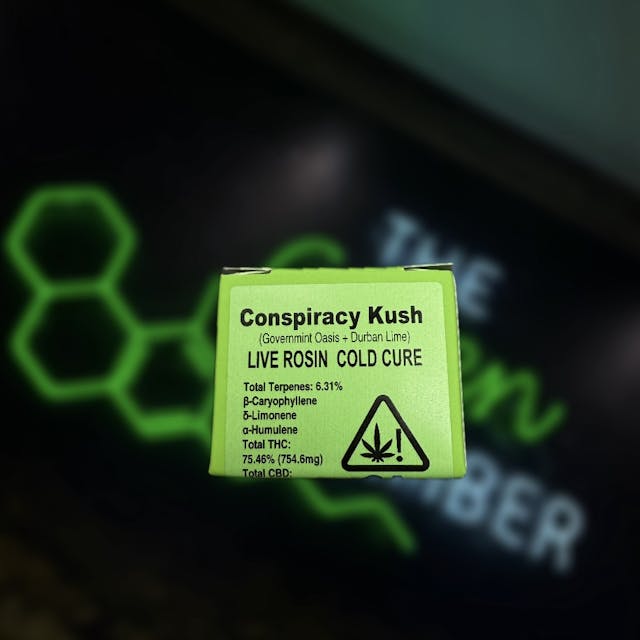 Conspiracy Kush
(Governmint Oasis + Durban Lime)
LIVE ROSIN COLD CURE
Total Terpenes: 6.31%
β-Caryophyllene
δ-Limonene
α-Humulene
Total THC:
75.46% (754.6mg)
Total CBD:
!
THE